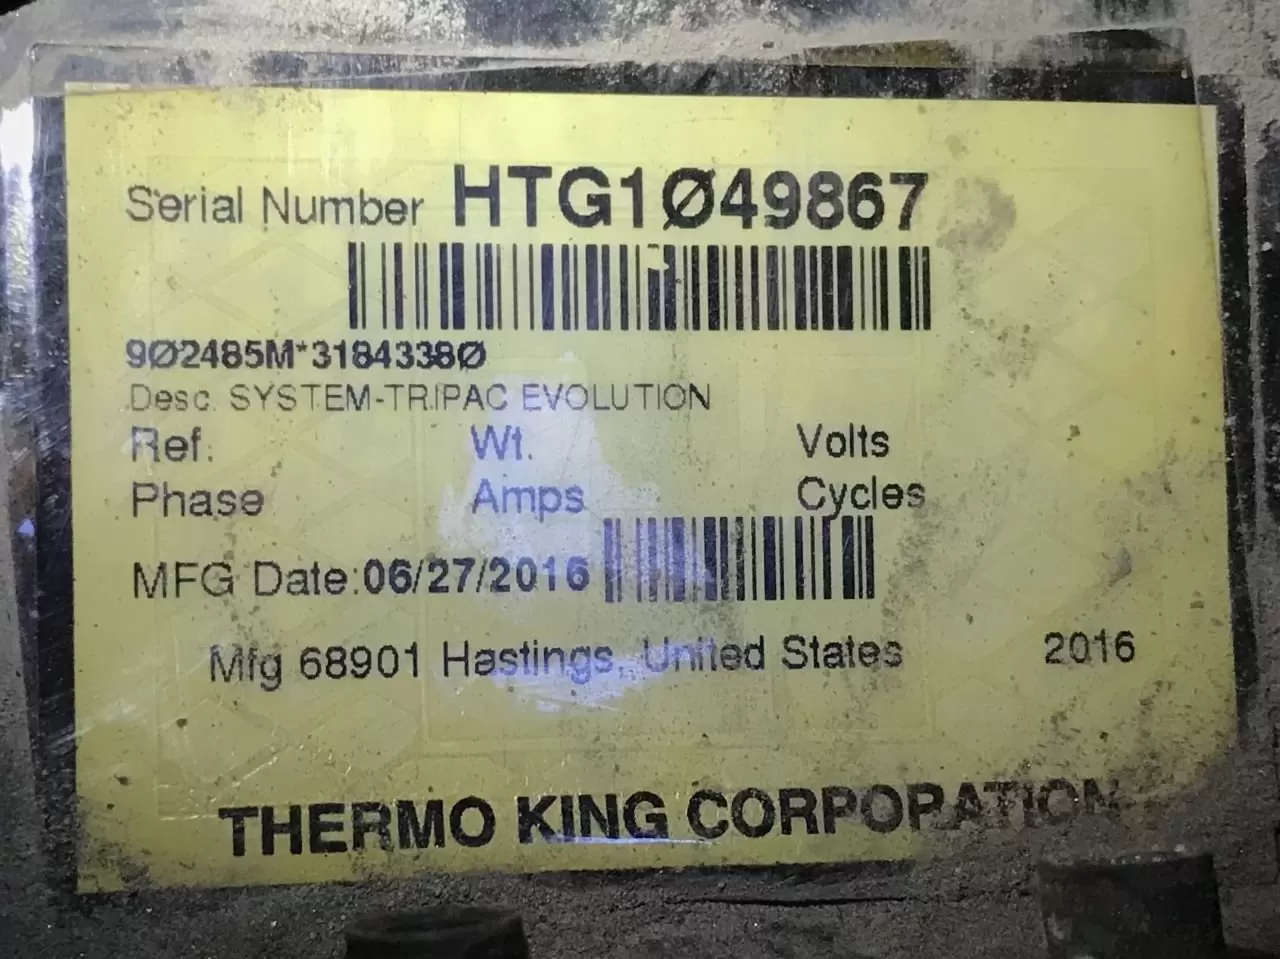 Serial Number HTG1Ø49867
9Ø2485M*3184338Ø
Desc. SYSTEM-TRIPAC EVOLUTION
Ref: Wt. Volts
Phase Amps Cycles
MFG Date:06/27/2016
Mfg 68901 Hastings, United States 2016
THERMO KING CORPORATION